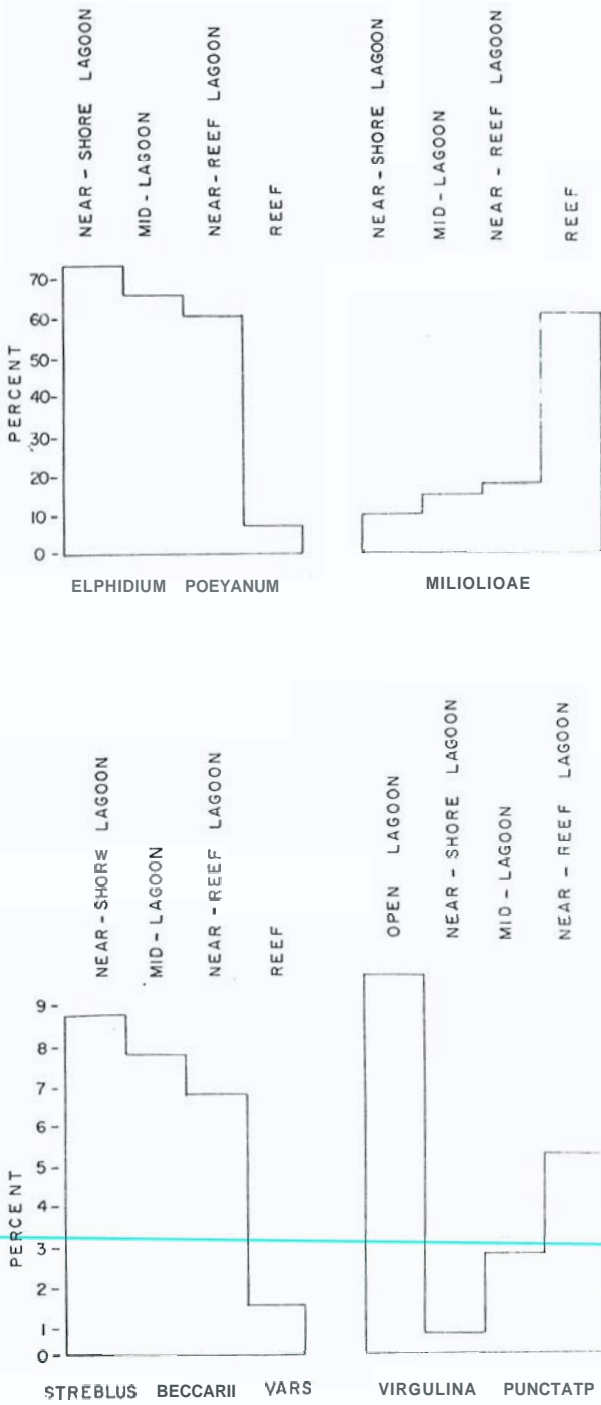 NEAR-SHORE LAGOON
MID-LAGOON
NEAR-REEF LAGOON
REEF
NEAR-SHORE LAGOON
MID-LAGOON
NEAR-REEF LAGOON
REEF
PERCENT
70-
60-
50-
40-
30-
20-
10-
0-
ELPHIDIUM POEYANUM
MILIOLIOAE
NEAR-SHORW LAGOON
MID-LAGOON
NEAR-REEF LAGOON
REEF
OPEN LAGOON
NEAR-SHORE LAGOON
MID-LAGOON
NEAR-REEF LAGOON
PERCENT
9-
8-
7-
6-
5-
4-
3-
2-
1-
0-
STREBLUS BECCARII VARS
VIRGULINA PUNCTATP